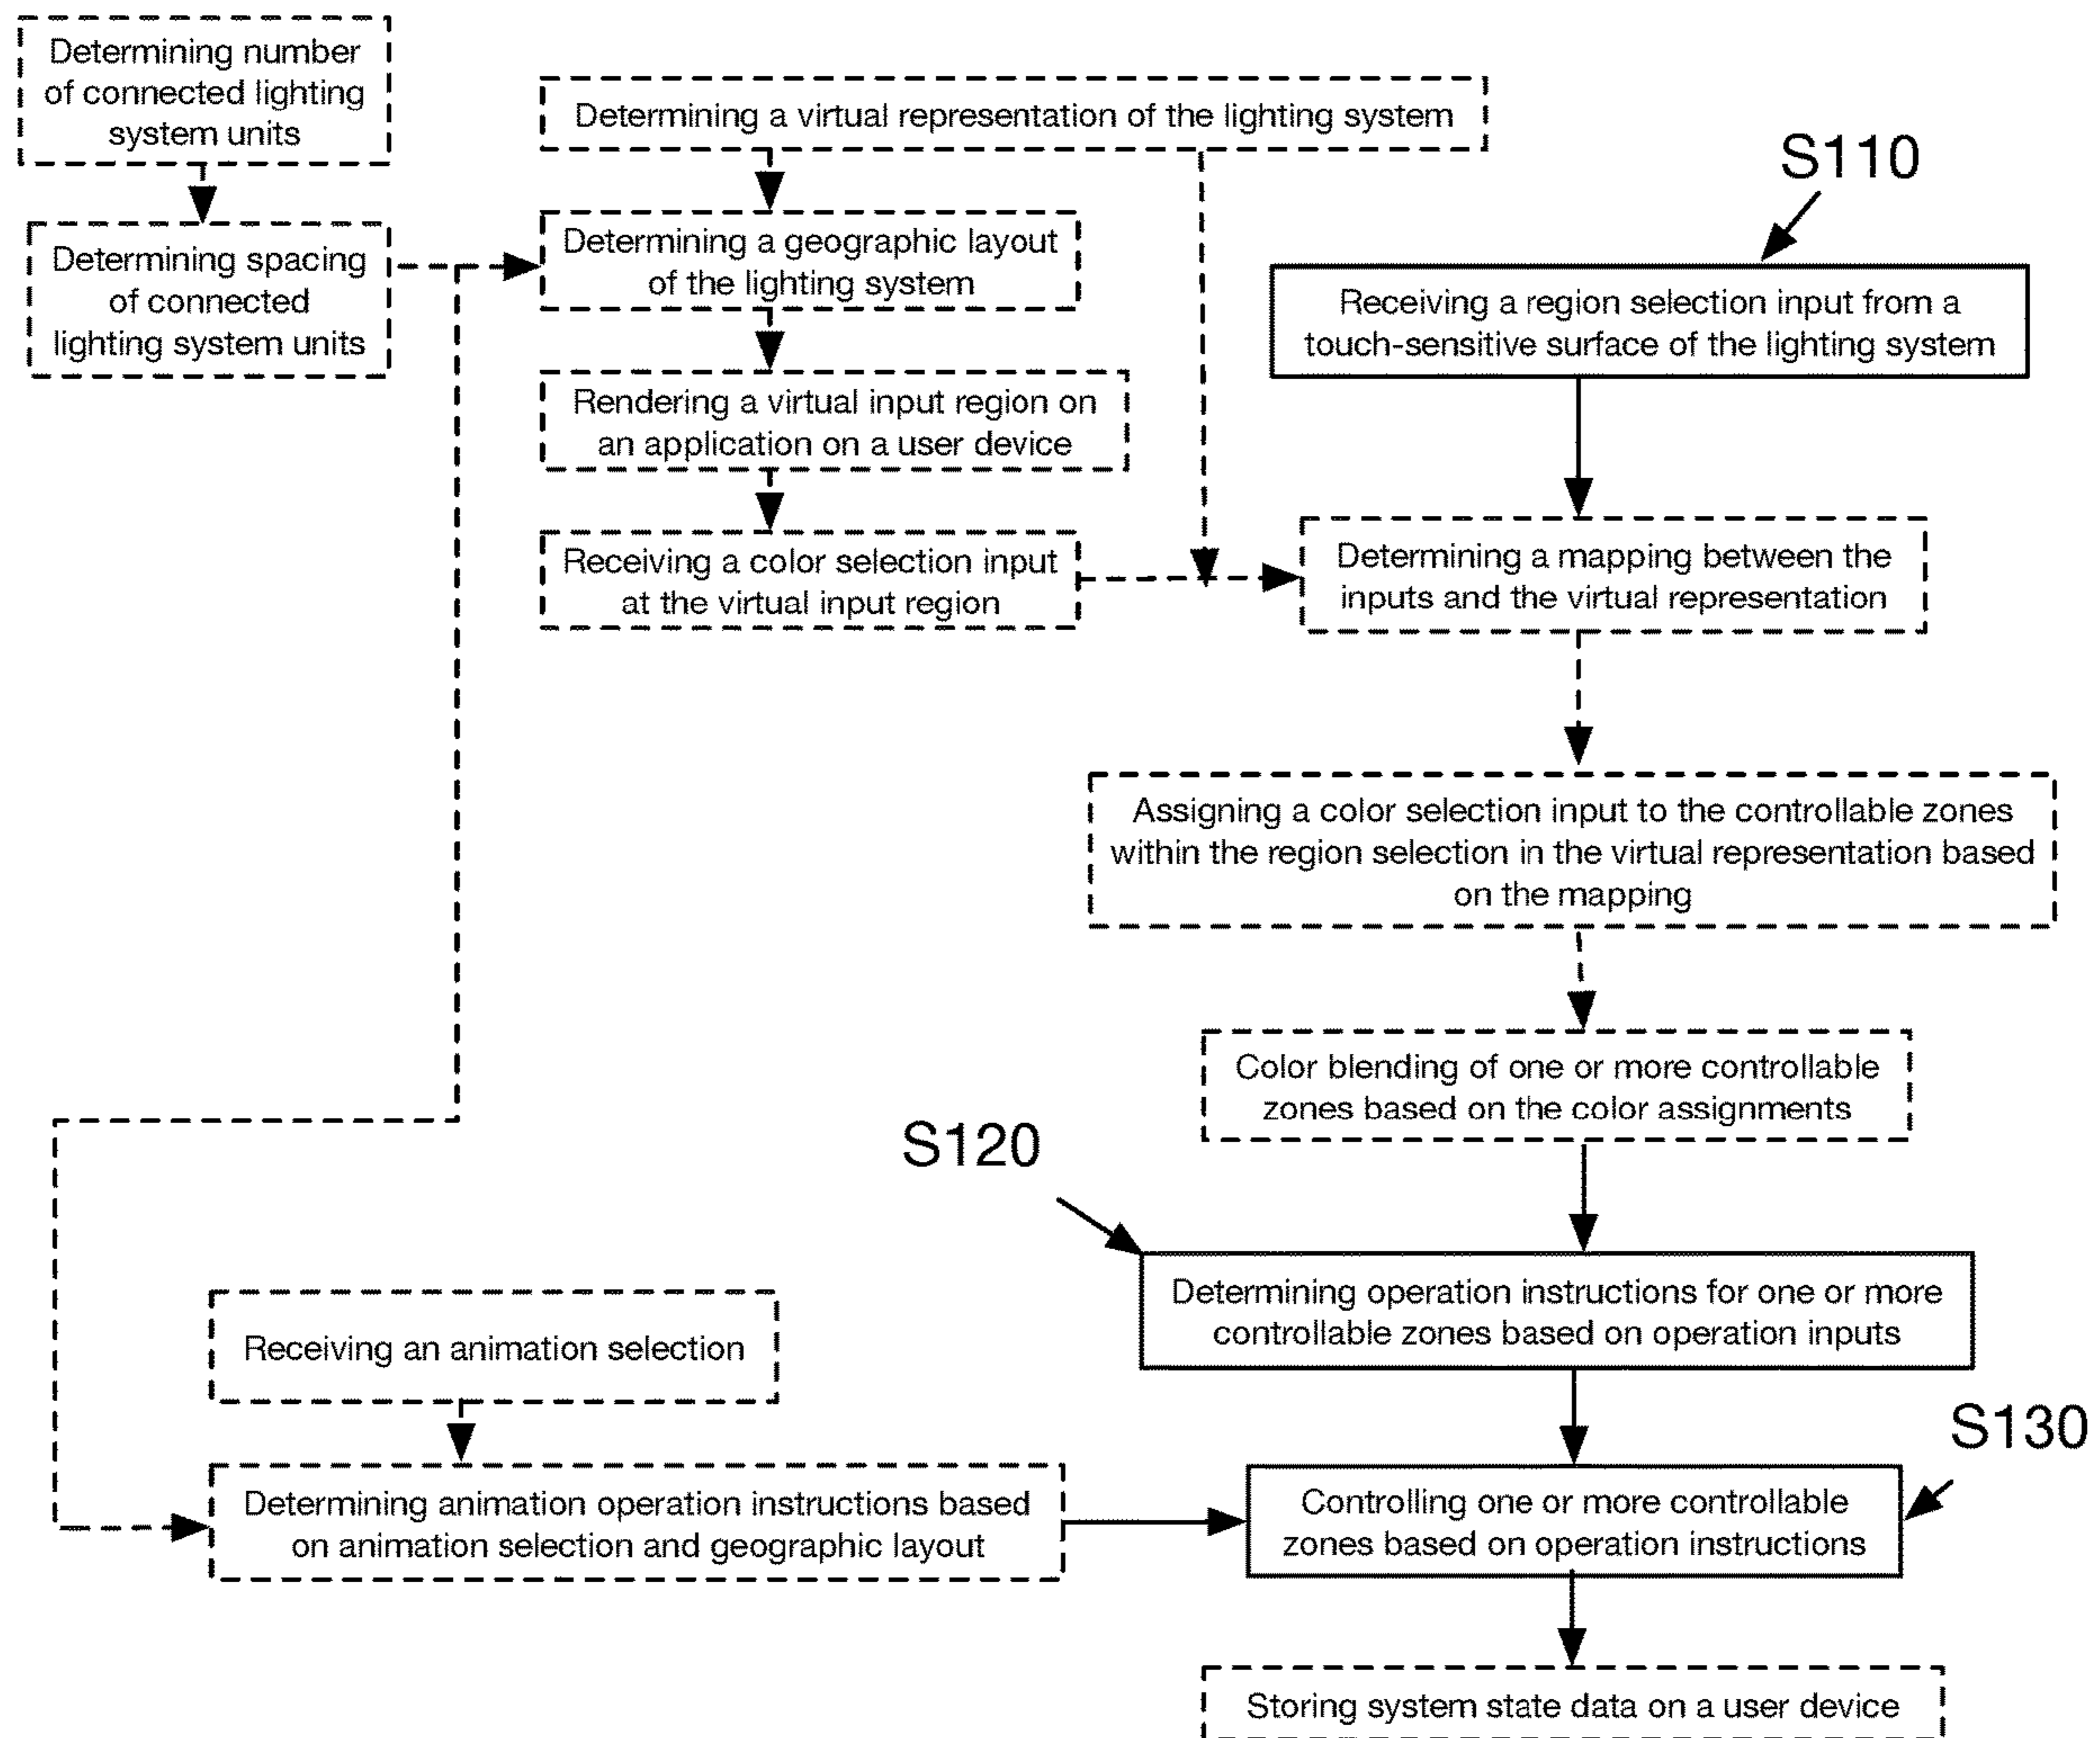 Determining number
of connected lighting
system units
Determining spacing
of connected
lighting system units
Determining a virtual representation of the lighting system
Determining a geographic layout
of the lighting system
Rendering a virtual input region on
an application on a user device
Receiving a color selection input
at the virtual input region
S110
Receiving a region selection input from a
touch-sensitive surface of the lighting system
Determining a mapping between the
inputs and the virtual representation
Assigning a color selection input to the controllable zones
within the region selection in the virtual representation based
on the mapping
Color blending of one or more controllable
zones based on the color assignments
S120
Determining operation instructions for one or more
controllable zones based on operation inputs
Receiving an animation selection
Determining animation operation instructions based
on animation selection and geographic layout
S130
Controlling one or more controllable
zones based on operation instructions
Storing system state data on a user device